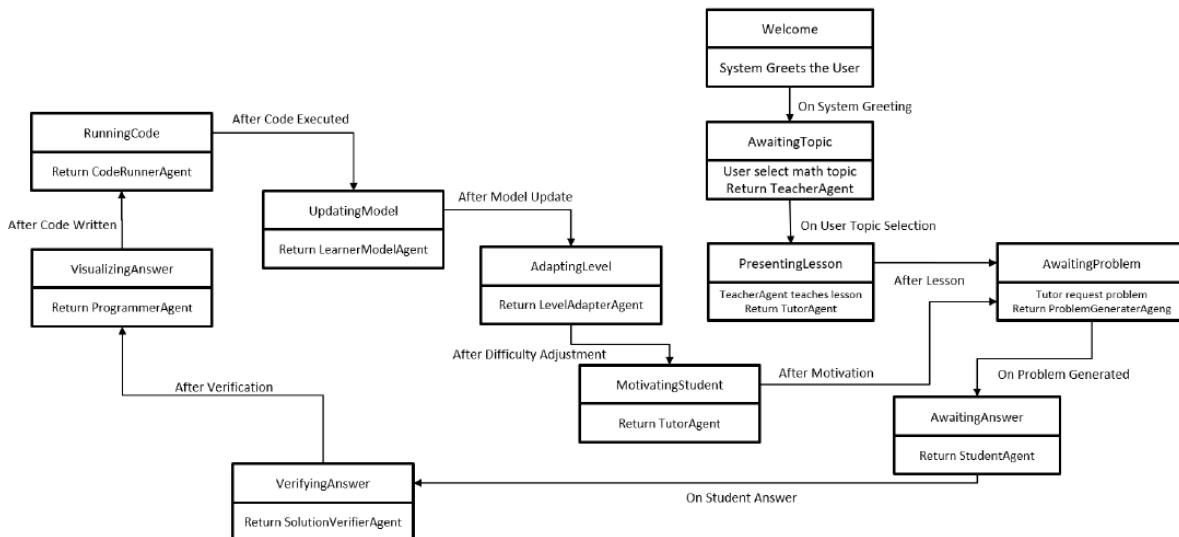 Welcome
System Greets the User
On System Greeting
AwaitingTopic
User select math topic
Return TeacherAgent
On User Topic Selection
PresentingLesson
TeacherAgent teaches lesson
Return TutorAgent
After Lesson
AwaitingProblem
Tutor request problem
Return ProblemGeneraterAgeng
On Problem Generated
AwaitingAnswer
Return StudentAgent
On Student Answer
VerifyingAnswer
Return SolutionVerifierAgent
After Verification
VisualizingAnswer
Return ProgrammerAgent
After Code Written
RunningCode
Return CodeRunnerAgent
After Code Executed
UpdatingModel
Return LearnerModelAgent
After Model Update
AdaptingLevel
Return LevelAdapterAgent
After Difficulty Adjustment
MotivatingStudent
Return TutorAgent
After Motivation